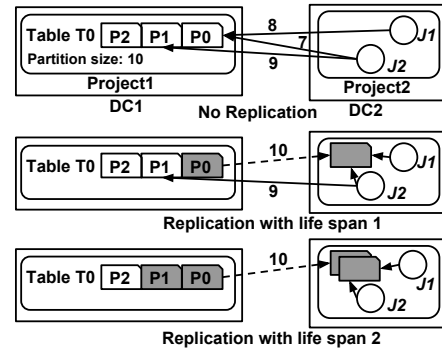 Table T0 P2 P1 P0
Partition size: 10
Project1
DC1
8
7
9
J1
J2
Project2
DC2
No Replication
Table T0 P2 P1 P0
10
9
J1
J2
Replication with life span 1
Table T0 P2 P1 P0
10
J1
J2
Replication with life span 2